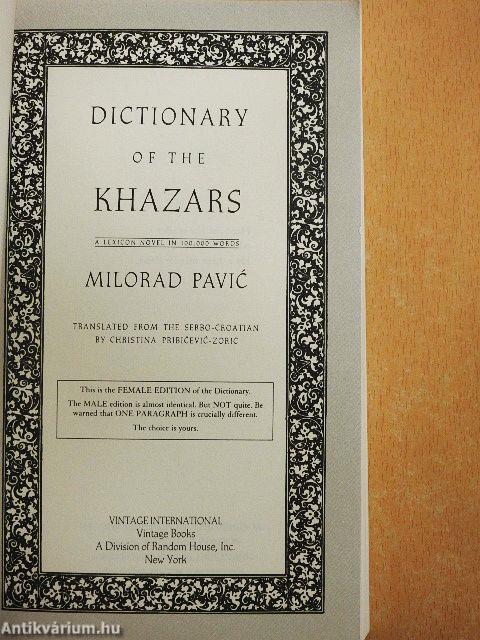 DICTIONARY
OF THE
KHAZARS
A LEXICON NOVEL IN 100,000 WORDS
MILORAD PAVIĆ
TRANSLATED FROM THE SERBO-CROATIAN
BY CHRISTINA PRIBIĆEVIĆ-ZORIĆ
This is the FEMALE EDITION of the Dictionary.
The MALE edition is almost identical. But NOT quite. Be
warned that ONE PARAGRAPH is crucially different.
The choice is yours.
VINTAGE INTERNATIONAL
Vintage Books
A Division of Random House, Inc.
New York
Antikvárium.hu